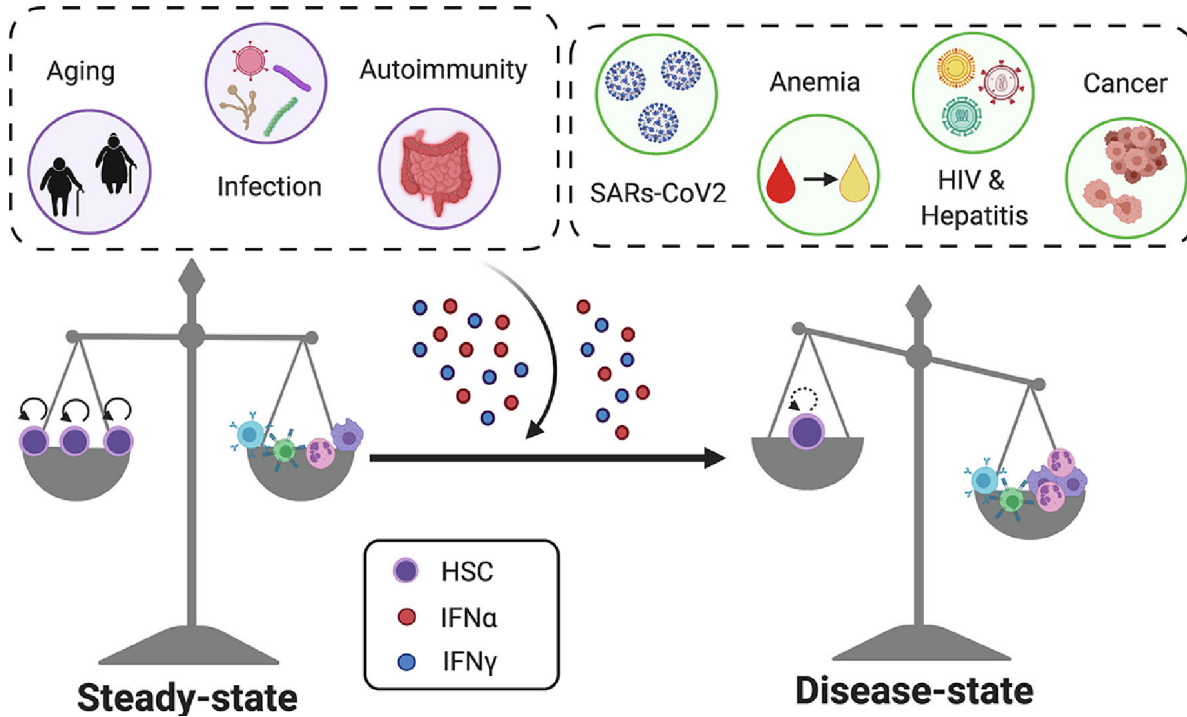 Aging
Infection
Autoimmunity
SARs-CoV2
Anemia
HIV &
Hepatitis
Cancer
HSC
IFNα
IFNγ
Steady-state
Disease-state